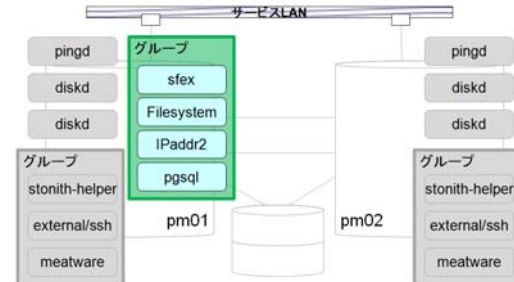 サービスLAN
pingd
diskd
diskd
グループ
stonith-helper
external/ssh
meatware
グループ
sfex
Filesystem
IPaddr2
pgsql
pm01
pm02
pingd
diskd
diskd
グループ
stonith-helper
external/ssh
meatware